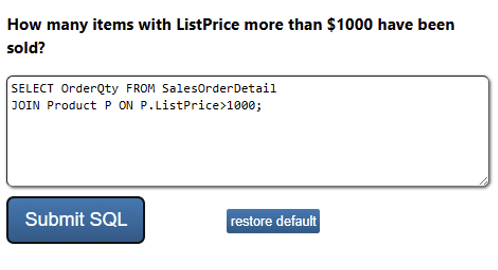 How many items with ListPrice more than $1000 have been
sold?
SELECT OrderQty FROM SalesOrderDetail
JOIN Product P ON P.ListPrice>1000;
Submit SQL
restore default